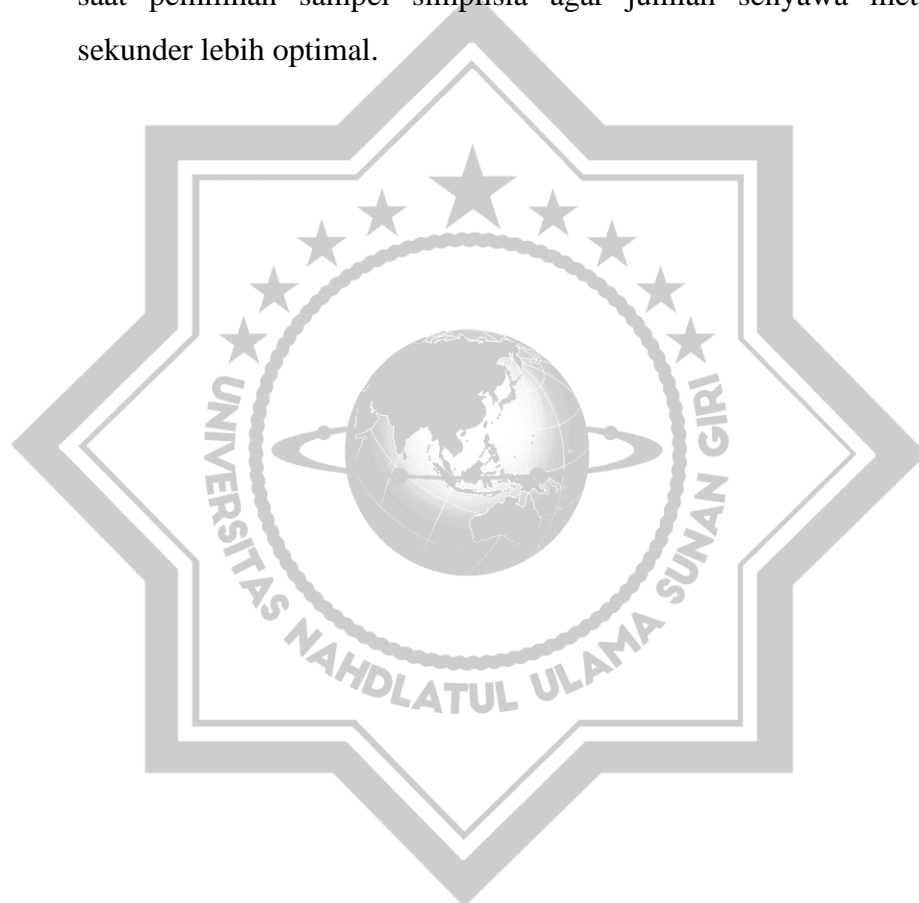 saat pemilihan sampel simplisia agar jumlah senyawa
sekunder lebih optimal.
UNIVERSITAS NAHDLATUL ULAMA SUNAN GIRI